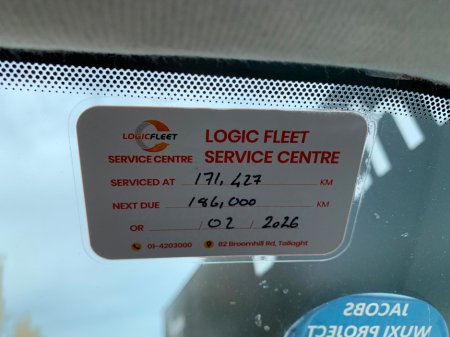 LOGICFLEET
SERVICE CENTRE
LOGIC FLEET
SERVICE CENTRE
SERVICED AT 171,427 KM
NEXT DUE 186,000 KM
OR 02 2026
01-4203000 82 Broomhill Rd, Tallaght
JACOBS
WUXI PROJECT